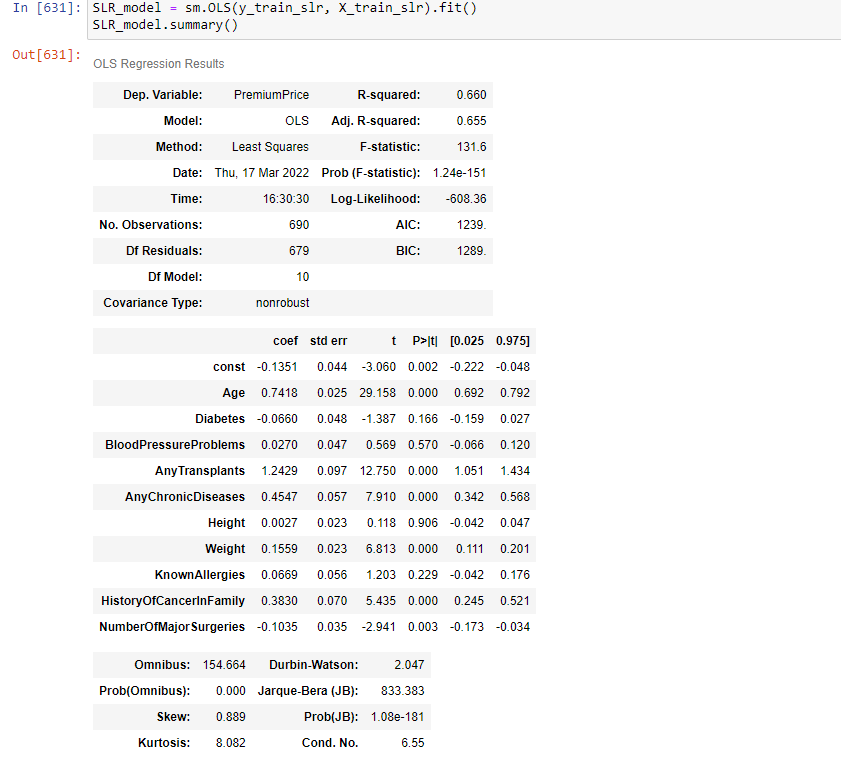 In [631]: SLR_model = sm.OLS(y_train_slr, X_train_slr).fit()
SLR_model.summary()
Out[631]: OLS Regression Results
Dep. Variable: PremiumPrice R-squared: 0.660
Model: OLS Adj. R-squared: 0.655
Method: Least Squares F-statistic: 131.6
Date: Thu, 17 Mar 2022 Prob (F-statistic): 1.24e-151
Time: 16:30:30 Log-Likelihood: -608.36
No. Observations: 690 AIC: 1239.
Df Residuals: 679 BIC: 1289.
Df Model: 10
Covariance Type: nonrobust
coef std err t P>|t| [0.025 0.975]
const -0.1351 0.044 -3.060 0.002 -0.222 -0.048
Age 0.7418 0.025 29.158 0.000 0.692 0.792
Diabetes -0.0660 0.048 -1.387 0.166 -0.159 0.027
BloodPressureProblems 0.0270 0.047 0.569 0.570 -0.066 0.120
AnyTransplants 1.2429 0.097 12.750 0.000 1.051 1.434
AnyChronicDiseases 0.4547 0.057 7.910 0.000 0.342 0.568
Height 0.0027 0.023 0.118 0.906 -0.042 0.047
Weight 0.1559 0.023 6.813 0.000 0.111 0.201
KnownAllergies 0.0669 0.056 1.203 0.229 -0.042 0.176
HistoryOfCancerInFamily 0.3830 0.070 5.435 0.000 0.245 0.521
NumberOfMajorSurgeries -0.1035 0.035 -2.941 0.003 -0.173 -0.034
Omnibus: 154.664 Durbin-Watson: 2.047
Prob(Omnibus): 0.000 Jarque-Bera (JB): 833.383
Skew: 0.889 Prob(JB): 1.08e-181
Kurtosis: 8.082 Cond. No. 6.55